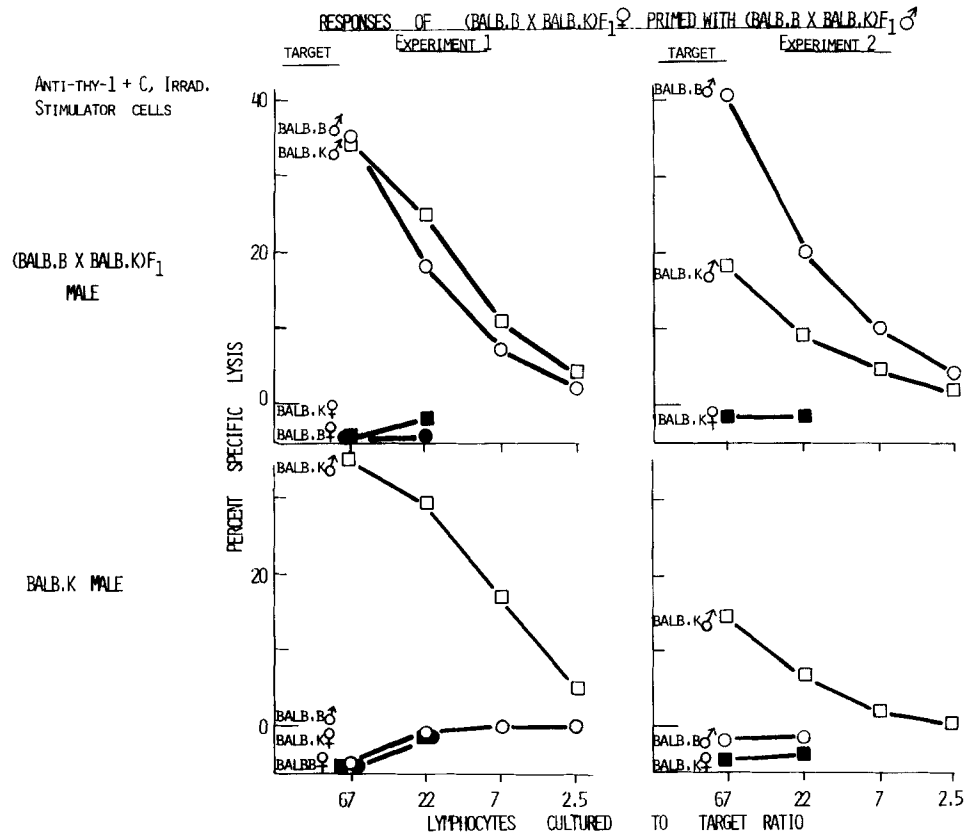 RESPONSES OF (BALB.B X BALB.K)F1♀ PRIMED WITH (BALB.B X BALB.K)F1♂
TARGET EXPERIMENT 1 TARGET EXPERIMENT 2
ANTI-THY-1 + C, IRRAD.
STIMULATOR CELLS
40
BALB.B♂
BALB.K♂
BALB.B♂
(BALB.B X BALB.K)F1
MALE
20
BALB.K♂
0
BALB.K♀
BALB.B♀
BALB.K♀
PERCENT SPECIFIC LYSIS
BALB.K♂
BALB.K MALE
20
BALB.K♂
0
BALB.B♂
BALB.K♀
BALBB♀
BALB.B♂
BALB.K♀
67 22 7 2.5 67 22 7 2.5
LYMPHOCYTES CULTURED TO TARGET RATIO